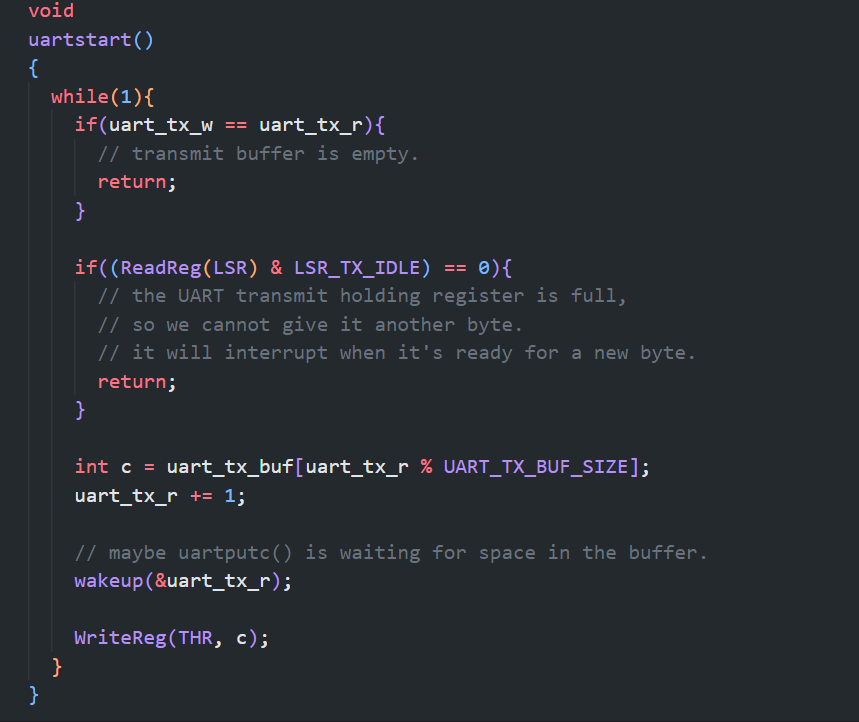 void
uartstart()
{
  while(1){
    if(uart_tx_w == uart_tx_r){
      // transmit buffer is empty.
      return;
    }

    if((ReadReg(LSR) & LSR_TX_IDLE) == 0){
      // the UART transmit holding register is full,
      // so we cannot give it another byte.
      // it will interrupt when it's ready for a new byte.
      return;
    }

    int c = uart_tx_buf[uart_tx_r % UART_TX_BUF_SIZE];
    uart_tx_r += 1;

    // maybe uartputc() is waiting for space in the buffer.
    wakeup(&uart_tx_r);

    WriteReg(THR, c);
  }
}